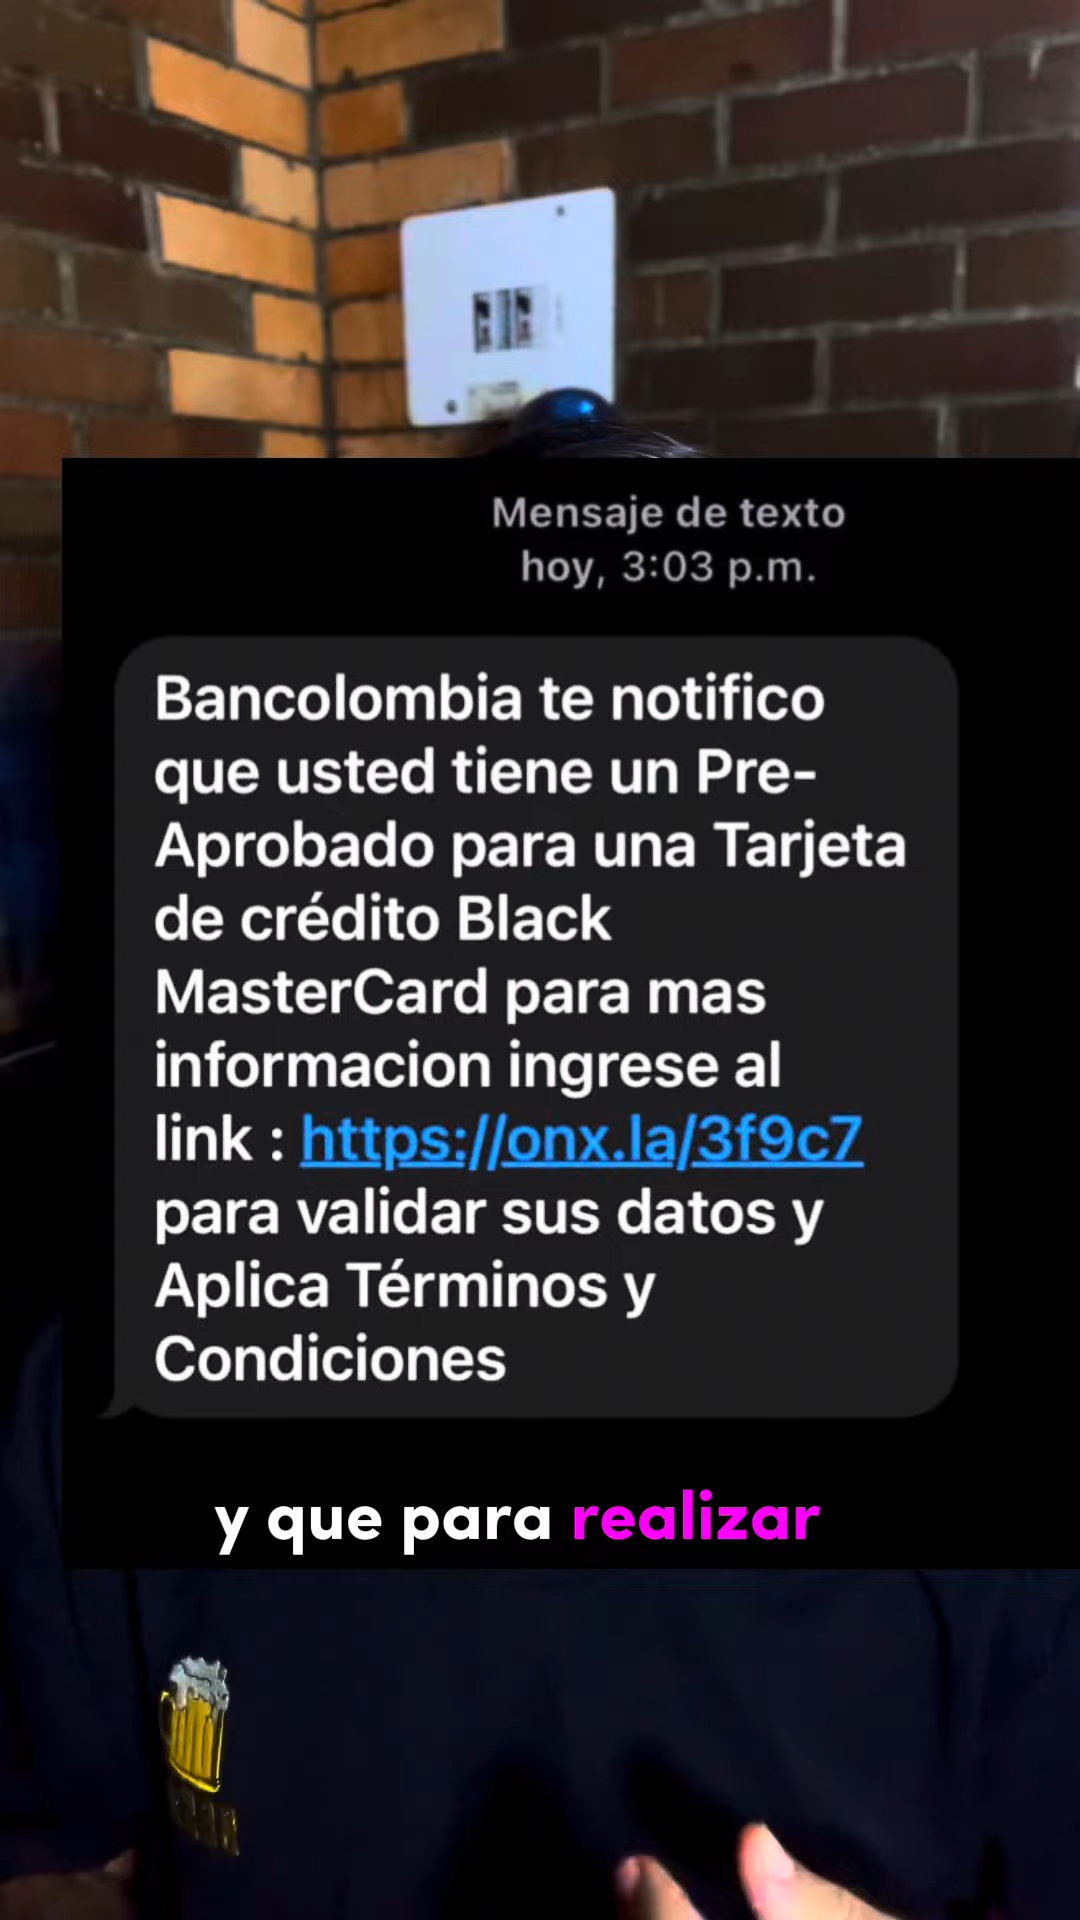 Mensaje de texto
hoy, 3:03 p.m.
Bancolombia te notifico
que usted tiene un Pre-
Aprobado para una Tarjeta
de crédito Black
MasterCard para mas
informacion ingrese al
link : https://onx.la/3f9c7
para validar sus datos y
Aplica Términos y
Condiciones
y que para realizar